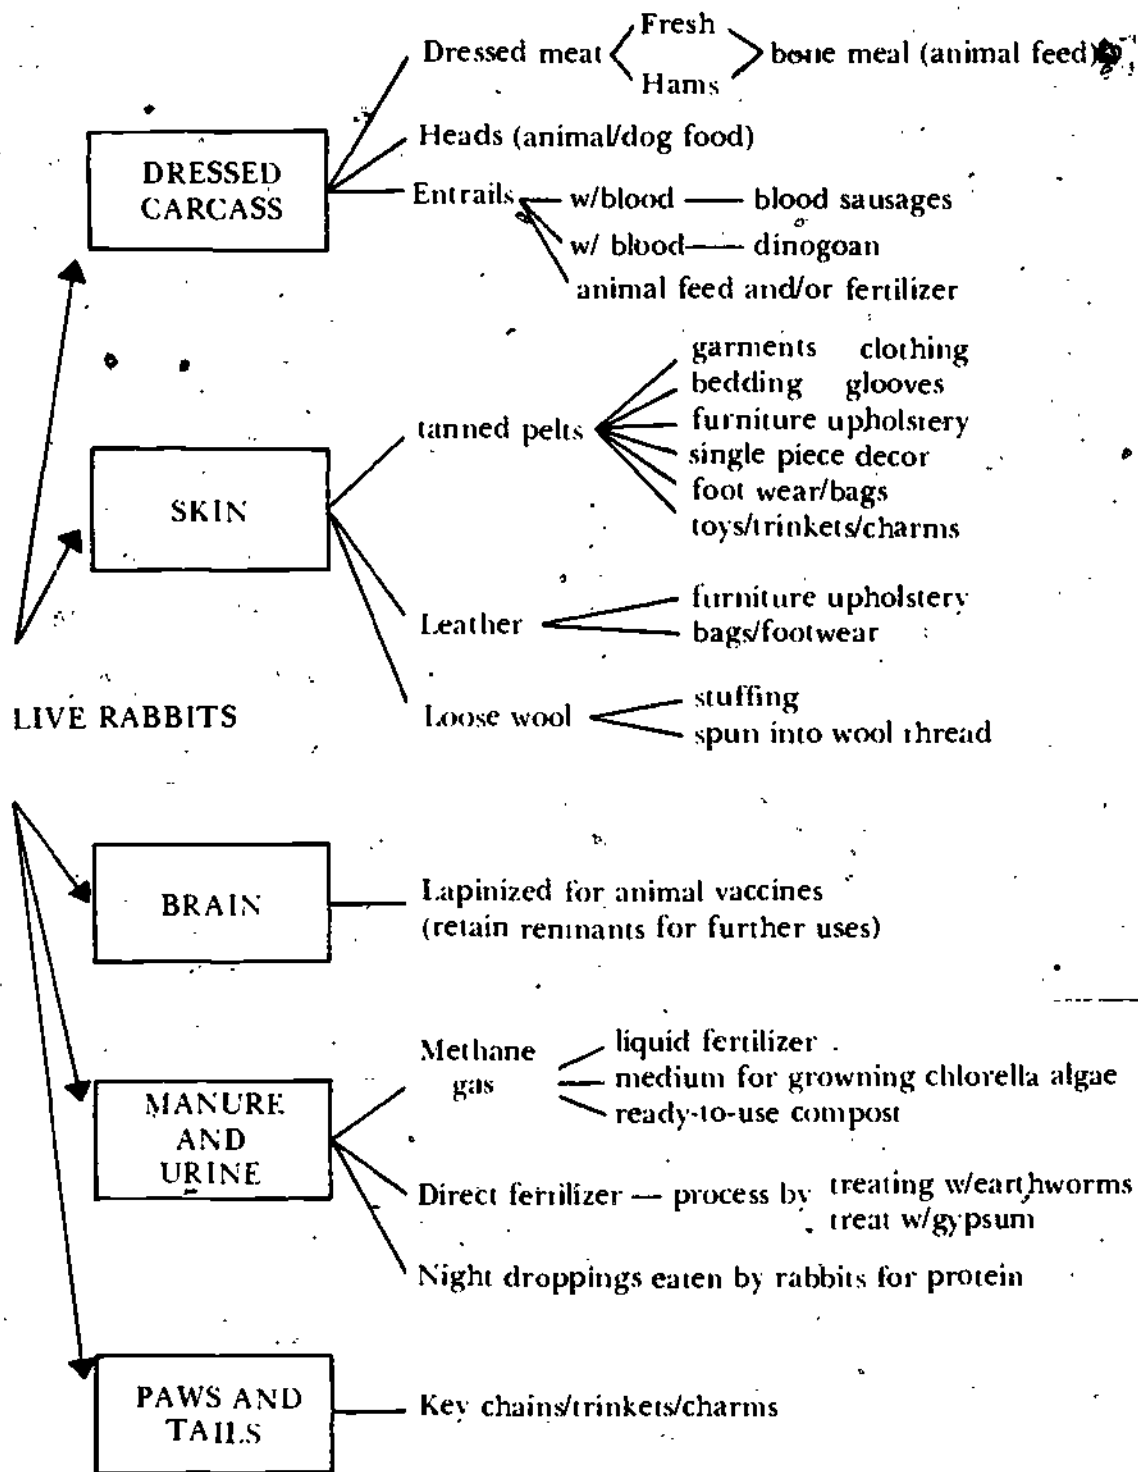 Fresh
Dressed meat
bone meal (animal feed)
Hams
Heads (animal/dog food)
DRESSED
CARCASS
Entrails
w/blood
blood sausages
w/ blood
dinogoan
animal feed and/or fertilizer
garments clothing
bedding glooves
tanned pelts
furniture upholstery
single piece decor
foot wear/bags
toys/trinkets/charms
SKIN
furniture upholstery
Leather
bags/footwear
LIVE RABBITS
stuffing
Loose wool
spun into wool thread
BRAIN
Lapinized for animal vaccines
(retain remnants for further uses)
Methane
gas
liquid fertilizer
medium for growning chlorella algae
ready-to-use compost
MANURE
AND
URINE
Direct fertilizer — process by
treating w/earthworms
treat w/gypsum
Night droppings eaten by rabbits for protein
PAWS AND
TAILS
Key chains/trinkets/charms